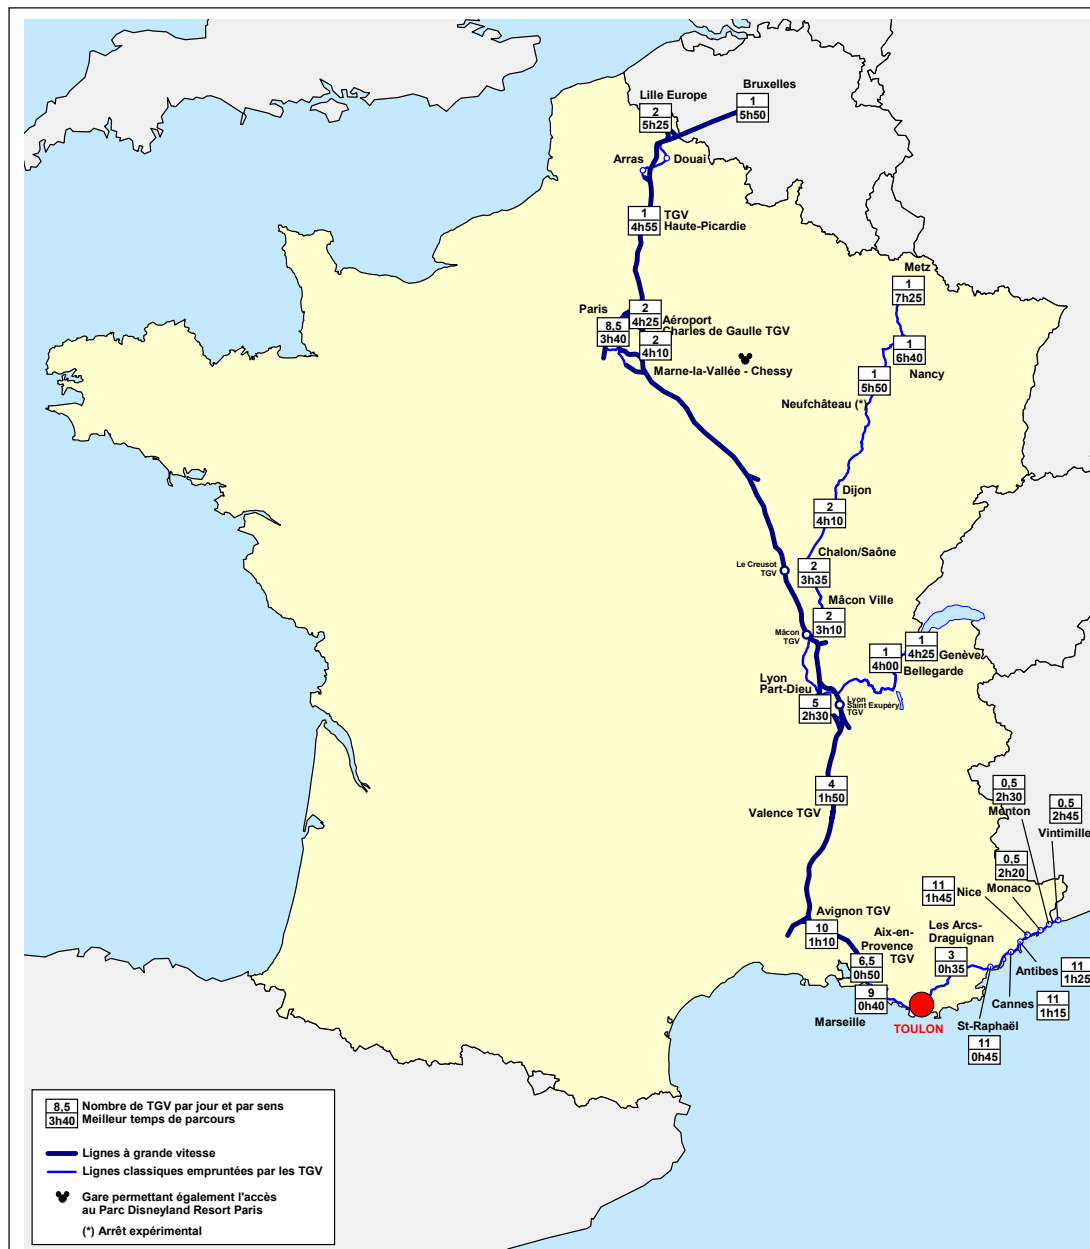 Lille Europe
2
5h25
Bruxelles
1
5h50
Arras
Douai
1
4h55
TGV
Haute-Picardie
Metz
1
7h25
Paris
8,5
3h40
2
4h25
Aéroport
Charles de Gaulle TGV
2
4h10
Marne-la-Vallée - Chessy
1
6h40
Nancy
1
5h50
Neufchâteau (*)
Dijon
2
4h10
Chalon/Saône
2
3h35
Le Creusot
TGV
Mâcon Ville
2
3h10
Mâcon
TGV
1
4h25
Genève
1
4h00
Bellegarde
Lyon
Part-Dieu
5
2h30
Lyon
Saint Exupéry
TGV
4
1h50
Valence TGV
0,5
2h30
Menton
0,5
2h45
Vintimille
0,5
2h20
Monaco
11
1h45
Nice
Avignon TGV
10
1h10
Aix-en-
Provence
TGV
6,5
0h50
Les Arcs-
Draguignan
3
0h35
Antibes
11
1h25
9
0h40
Marseille
Cannes
11
1h15
TOULON
St-Raphaël
11
0h45
8,5
3h40
Nombre de TGV par jour et par sens
Meilleur temps de parcours
Lignes à grande vitesse
Lignes classiques empruntées par les TGV
Gare permettant également l'accès
au Parc Disneyland Resort Paris
(*) Arrêt expérimental